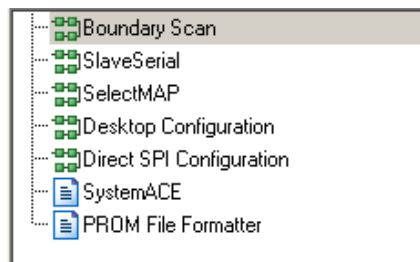 Boundary Scan
SlaveSerial
SelectMAP
Desktop Configuration
Direct SPI Configuration
SystemACE
PROM File Formatter